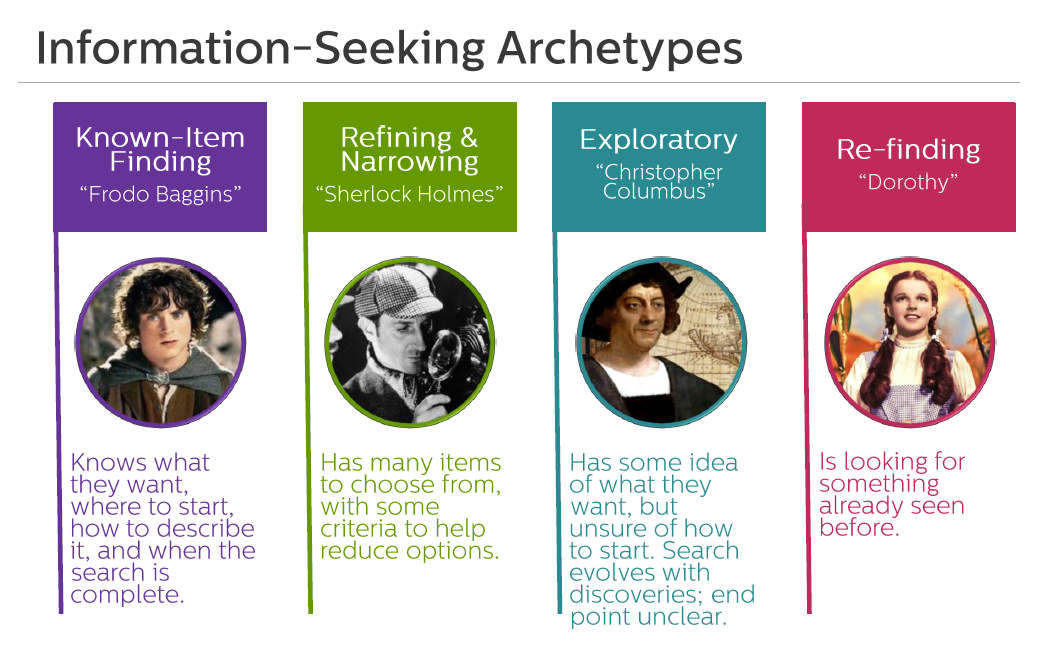 Information-Seeking Archetypes
Known-Item
Finding
“Frodo Baggins”
Knows what
they want,
where to start,
how to describe
it, and when the
search is
complete.
Refining &
Narrowing
“Sherlock Holmes”
Has many items
to choose from,
with some
criteria to help
reduce options.
Exploratory
“Christopher
Columbus”
Has some idea
of what they
want, but
unsure of how
to start. Search
evolves with
discoveries; end
point unclear.
Re-finding
“Dorothy”
Is looking for
something
already seen
before.